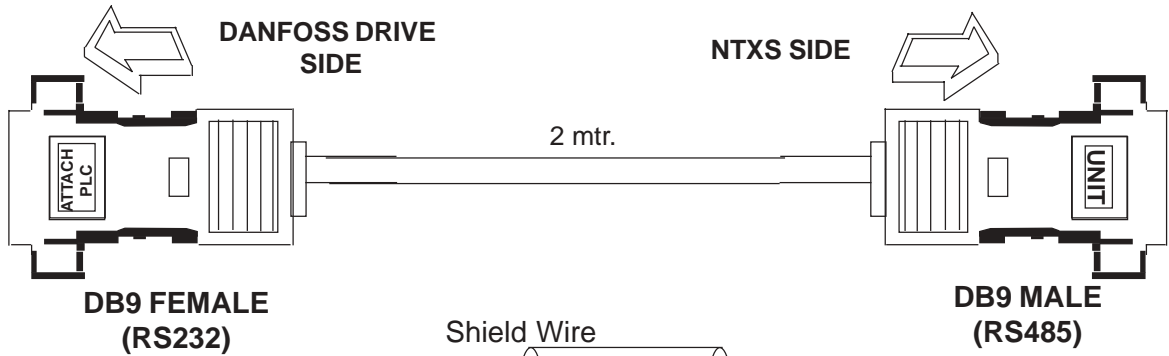 DANFOSS DRIVE
SIDE
NTXS SIDE
2 mtr.
ATTACH
PLC
UNIT
DB9 FEMALE
(RS232)
DB9 MALE
(RS485)
Shield Wire